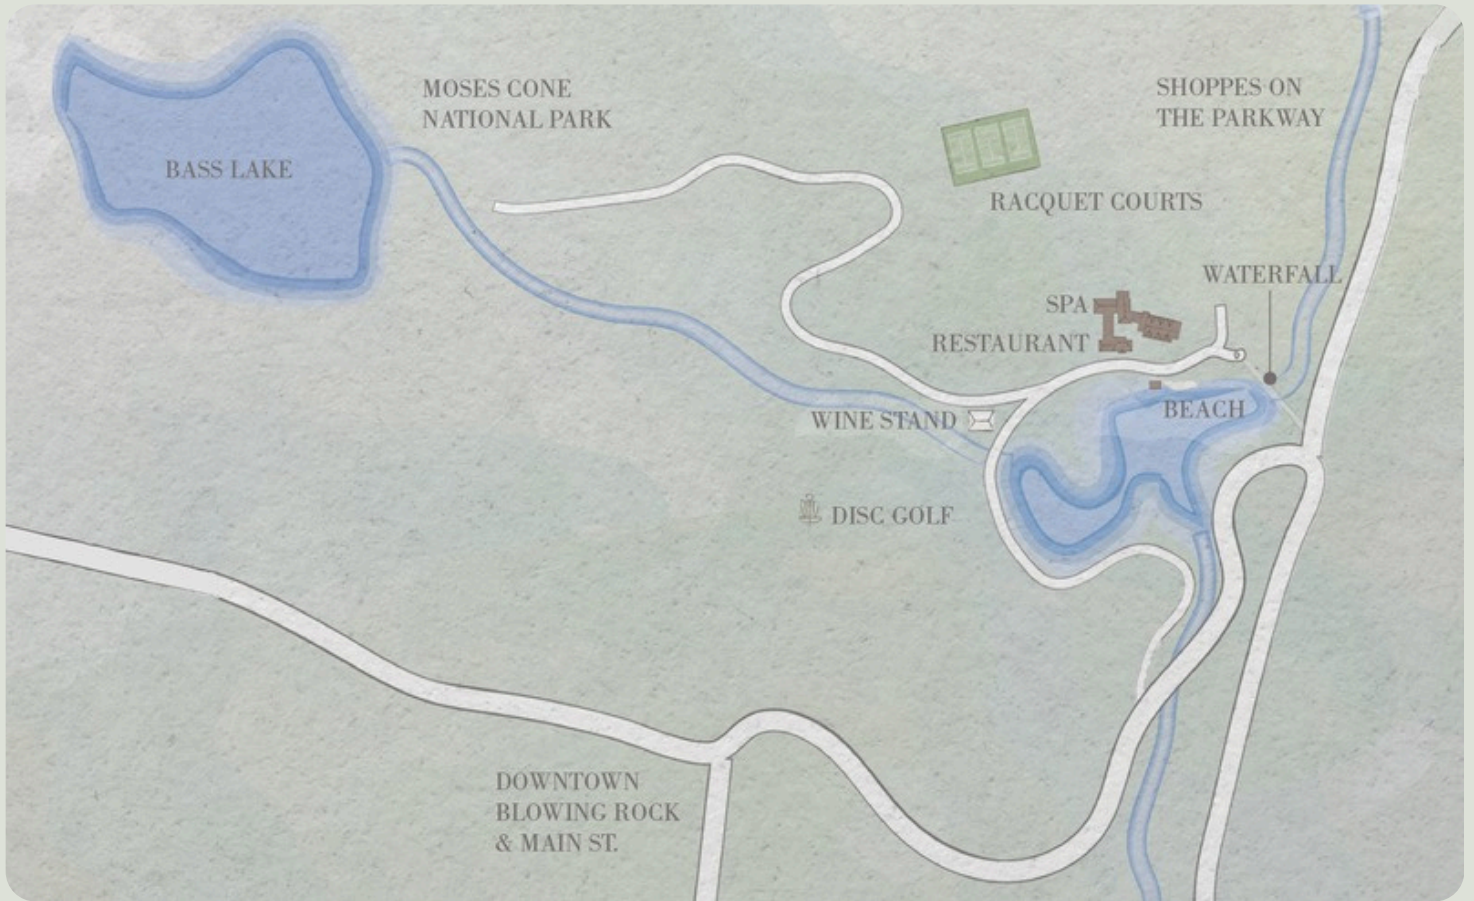 MOSES CONE
NATIONAL PARK
SHOPPES ON
THE PARKWAY
BASS LAKE
RACQUET COURTS
WATERFALL
SPA
RESTAURANT
BEACH
WINE STAND
DISC GOLF
DOWNTOWN
BLOWING ROCK
& MAIN ST.